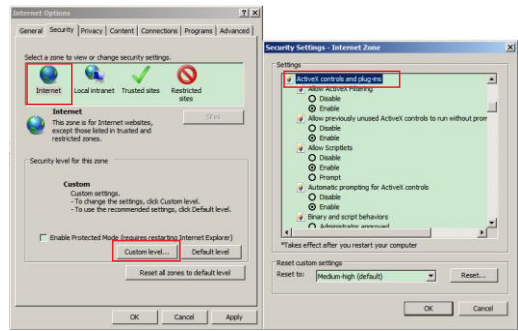 Internet Options
General Security Privacy Content Connections Programs Advanced
Select a zone to view or change security settings.
Internet Local intranet Trusted sites Restricted sites
Internet
This zone is for Internet websites,
except those listed in trusted and
restricted zones.
Sites
Security level for this zone
Custom
Custom settings.
- To change the settings, click Custom level.
- To use the recommended settings, click Default level.
Enable Protected Mode (requires restarting Internet Explorer)
Custom level... Default level
Reset all zones to default level
OK Cancel Apply
Security Settings - Internet Zone
Settings
ActiveX controls and plug-ins
Allow ActiveX Filtering
Disable
Enable
Allow previously unused ActiveX controls to run without prom
Disable
Enable
Allow Scriptlets
Disable
Enable
Prompt
Automatic prompting for ActiveX controls
Disable
Enable
Binary and script behaviors
Administrator approved
*Takes effect after you restart your computer
Reset custom settings
Reset to: Medium-high (default) Reset...
OK Cancel